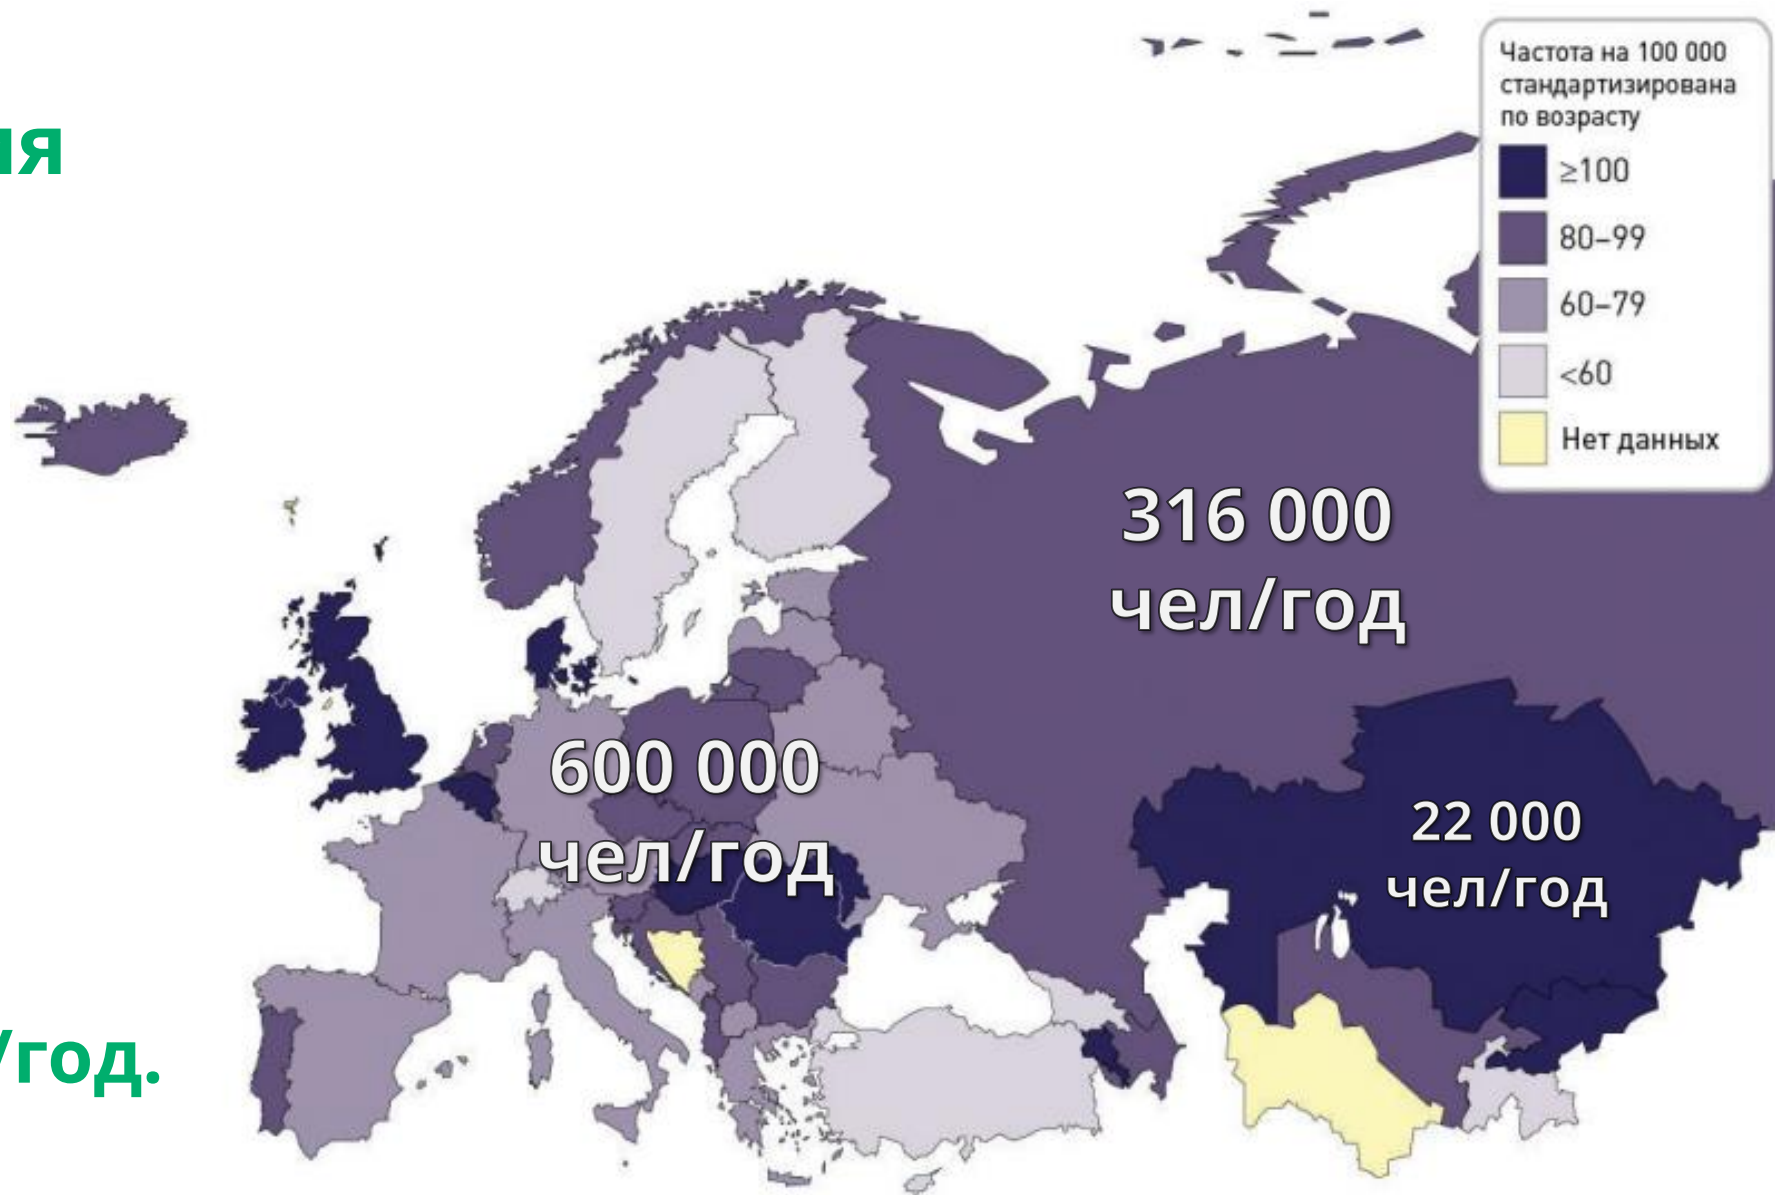 Частота на 100 000
стандартизирована
по возрасту
≥100
80–99
60–79
<60
Нет данных
316 000
чел/год
600 000
чел/год
22 000
чел/год
/год.